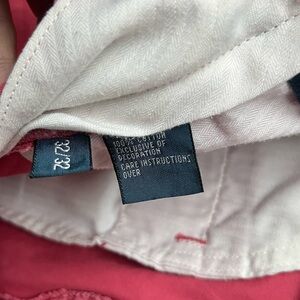 100% COTTON
EXCLUSIVE OF
DECORATION
CARE INSTRUCTIONS
OVER
32/32